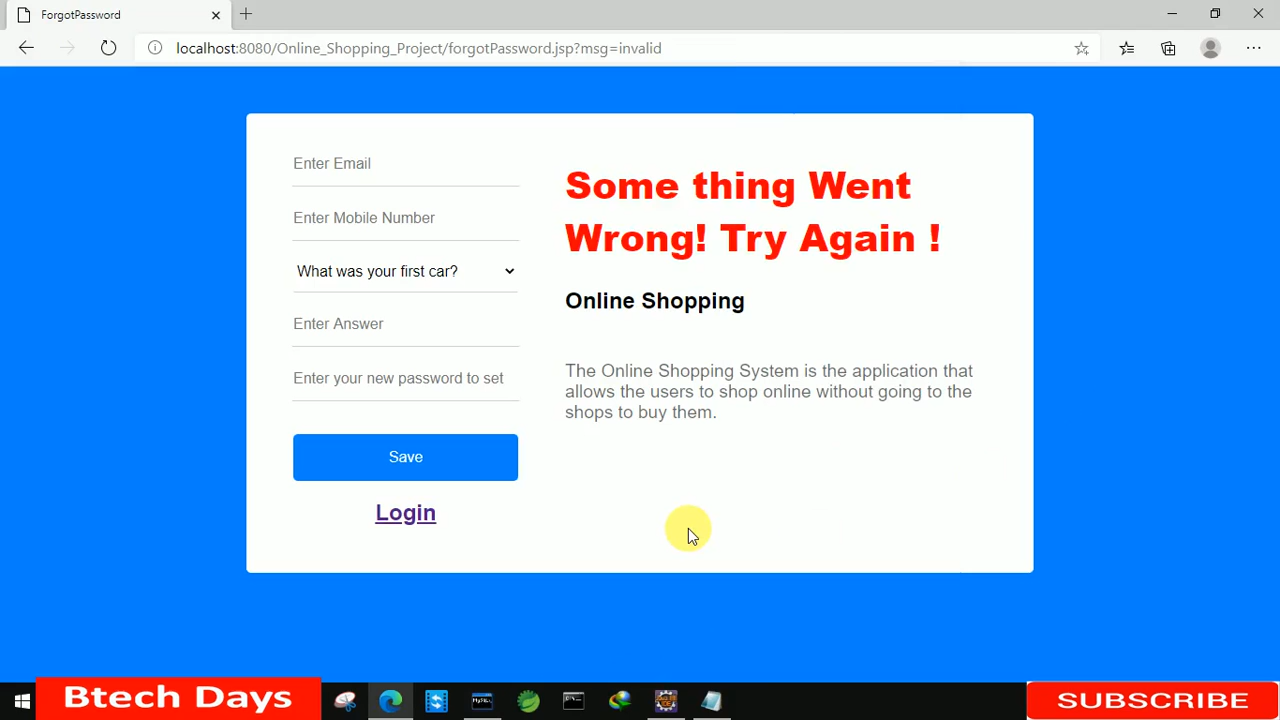 ForgotPassword
localhost:8080/Online_Shopping_Project/forgotPassword.jsp?msg=invalid
Enter Email
Enter Mobile Number
What was your first car?
Enter Answer
Enter your new password to set
Save
Login
Some thing Went
Wrong! Try Again !
Online Shopping
The Online Shopping System is the application that
allows the users to shop online without going to the
shops to buy them.
Btech Days
SUBSCRIBE